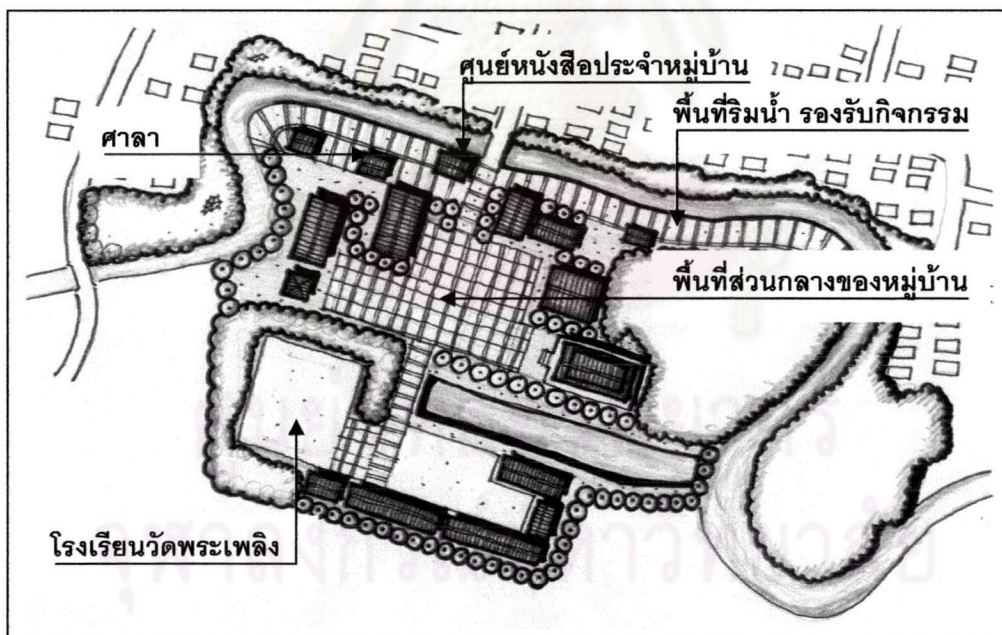 ศูนย์หนังสือประจำหมู่บ้าน
พื้นที่ริมน้ำ รองรับกิจกรรม
ศาลา
พื้นที่ส่วนกลางของหมู่บ้าน
โรงเรียนวัดพระเพลิง